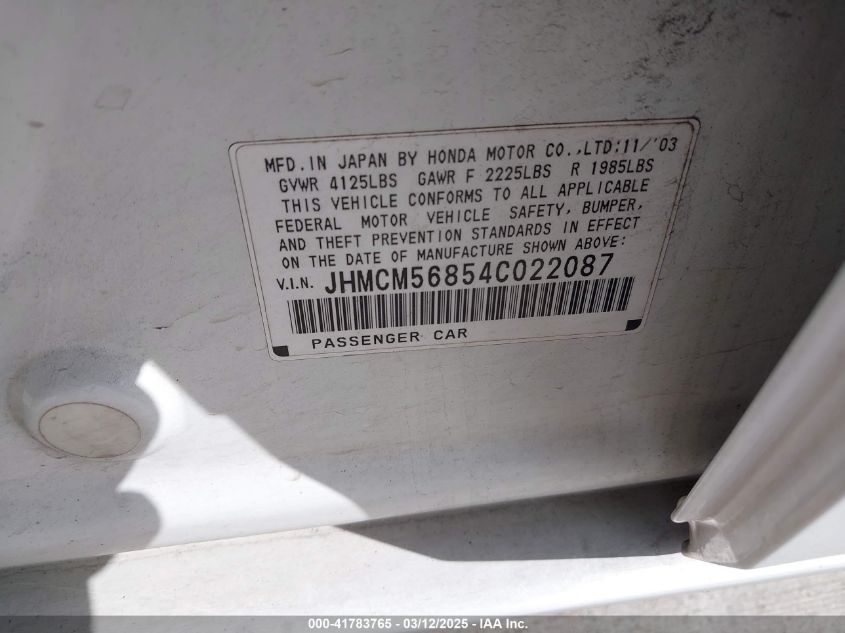 MFD. IN JAPAN BY HONDA MOTOR CO.,LTD:11/'03
GVWR 4125LBS GAWR F 2225LBS R 1985LBS
THIS VEHICLE CONFORMS TO ALL APPLICABLE
FEDERAL MOTOR VEHICLE SAFETY, BUMPER,
AND THEFT PREVENTION STANDARDS IN EFFECT
ON THE DATE OF MANUFACTURE SHOWN ABOVE:
V.I.N. JHMCM56854C022087
PASSENGER CAR
000-41783765 - 03/12/2025 - IAA Inc.